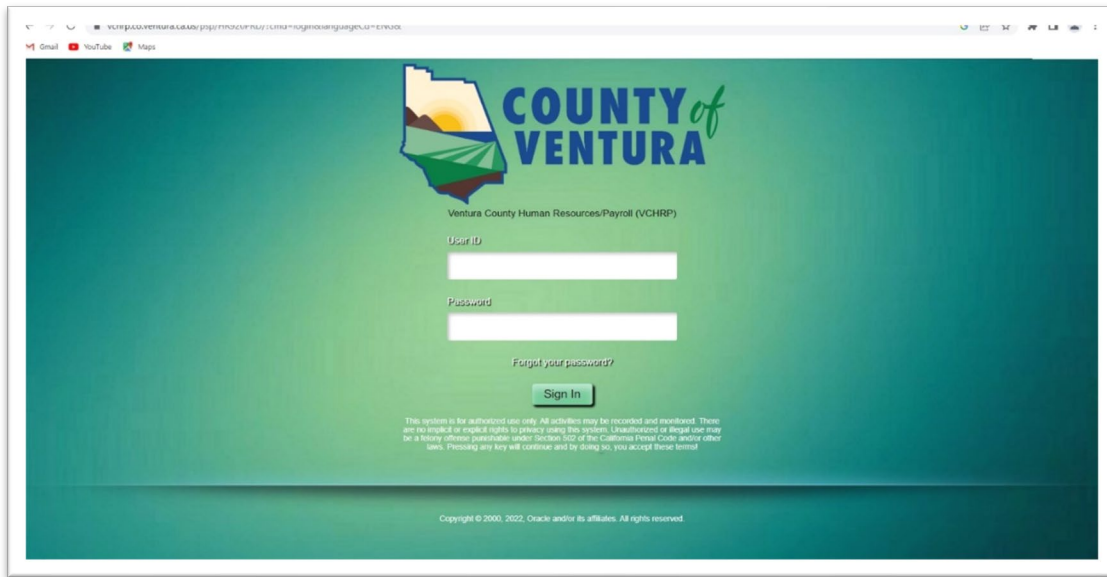 Gmail YouTube Maps
COUNTY of
VENTURA
Ventura County Human Resources/Payroll (VCHRP)
User ID
Password
Forgot your password?
Sign In
This system is for authorized use only. All activities may be recorded and monitored. There
are no implicit or explicit rights to privacy using this system. Unauthorized or illegal use may
be a felony offense punishable under Section 502 of the California Penal Code and/or other
laws. Pressing any key will continue and by doing so, you accept these terms!
Copyright © 2000, 2022, Oracle and/or its affiliates. All rights reserved.